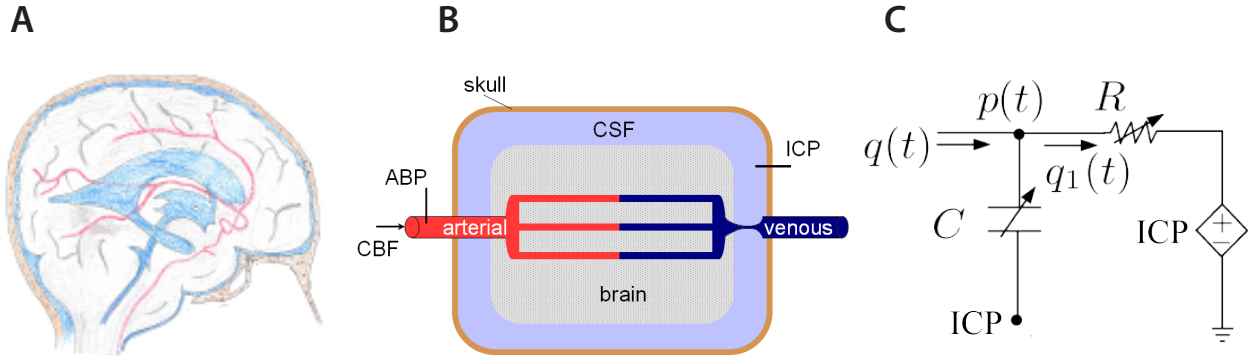 A
B
C
skull
CSF
ICP
ABP
arterial
venous
CBF
brain
p(t)
R
q(t)
q₁(t)
C
ICP
ICP